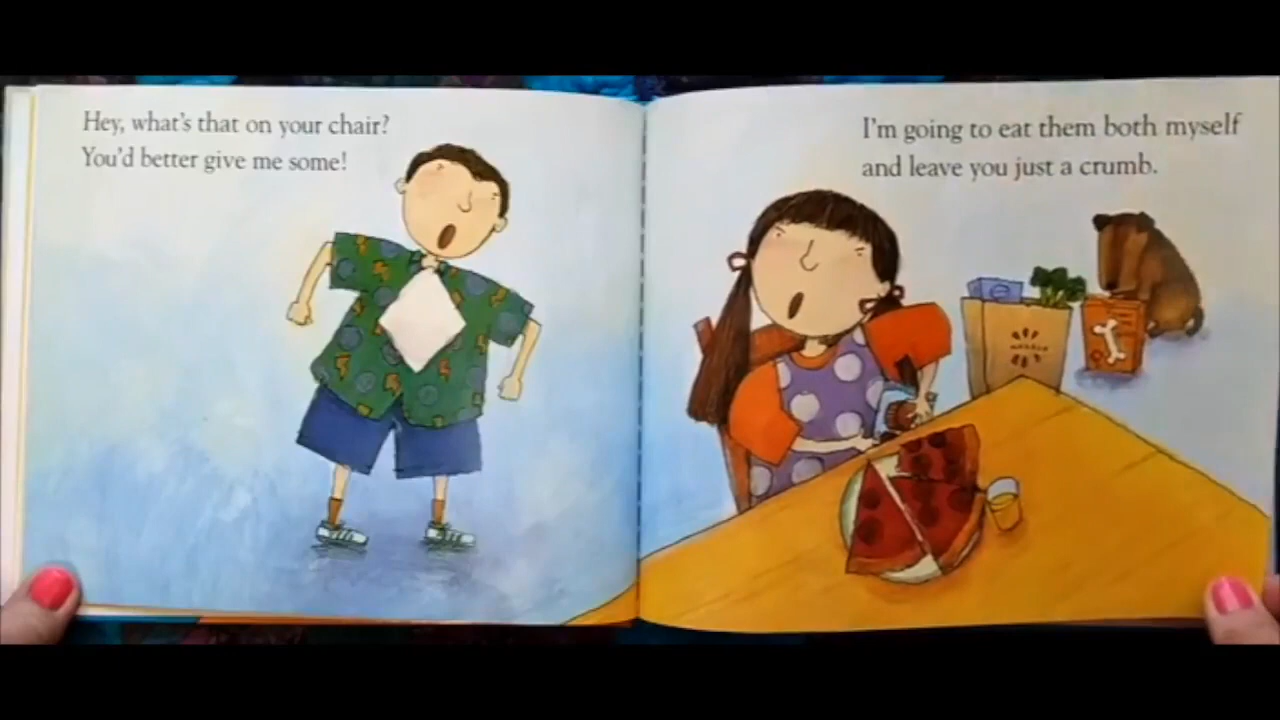 Hey, what's that on your chair?
You'd better give me some!
I'm going to eat them both myself
and leave you just a crumb.